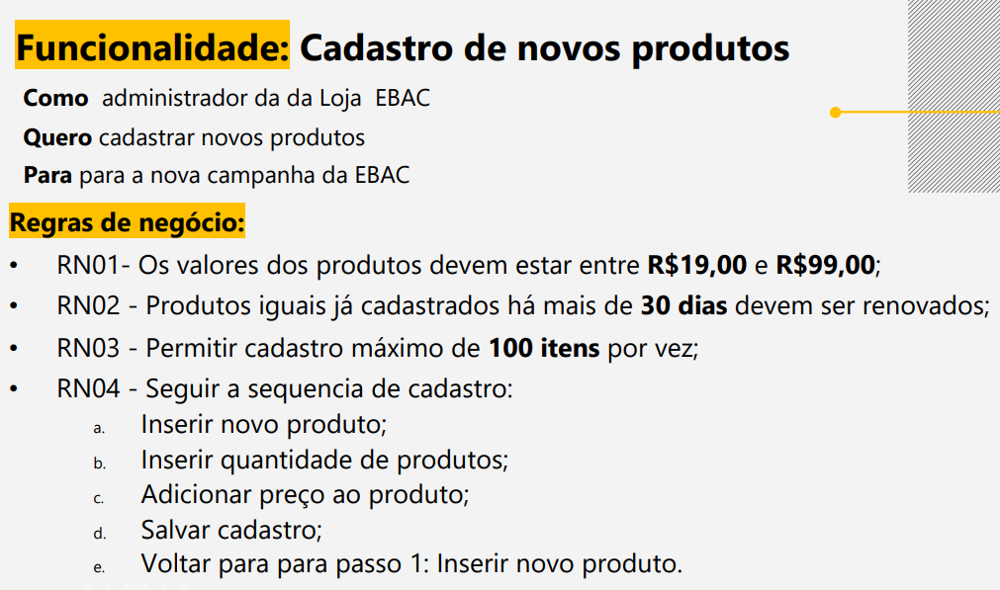 Funcionalidade: Cadastro de novos produtos
Como administrador da da Loja EBAC
Quero cadastrar novos produtos
Para para a nova campanha da EBAC
Regras de negócio:
• RN01- Os valores dos produtos devem estar entre R$19,00 e R$99,00;
• RN02 - Produtos iguais já cadastrados há mais de 30 dias devem ser renovados;
• RN03 - Permitir cadastro máximo de 100 itens por vez;
• RN04 - Seguir a sequencia de cadastro:
a. Inserir novo produto;
b. Inserir quantidade de produtos;
c. Adicionar preço ao produto;
d. Salvar cadastro;
e. Voltar para para passo 1: Inserir novo produto.